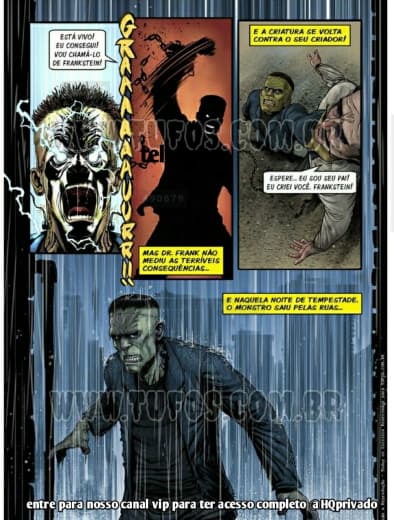 ESTÁ VIVO!
EU CONSEGUI!
VOU CHAMÁ-LO
DE FRANKSTEIN!
tel
90678
MAS DR. FRANK NÃO
MEDIU AS TERRÍVEIS
CONSEQUÊNCIAS...
E A CRIATURA SE VOLTA
CONTRA O SEU CRIADOR!
ESPERE... EU SOU SEU PAI!
EU CRIEI VOCÊ, FRANKSTEIN!
WWW.TUFOS.COM.BR
E NAQUELA NOITE DE TEMPESTADE,
O MONSTRO SAIU PELAS RUAS...
WWW.TUFOS.COM.BR
entre para nosso canal vip para ter acesso completo a HQprivado